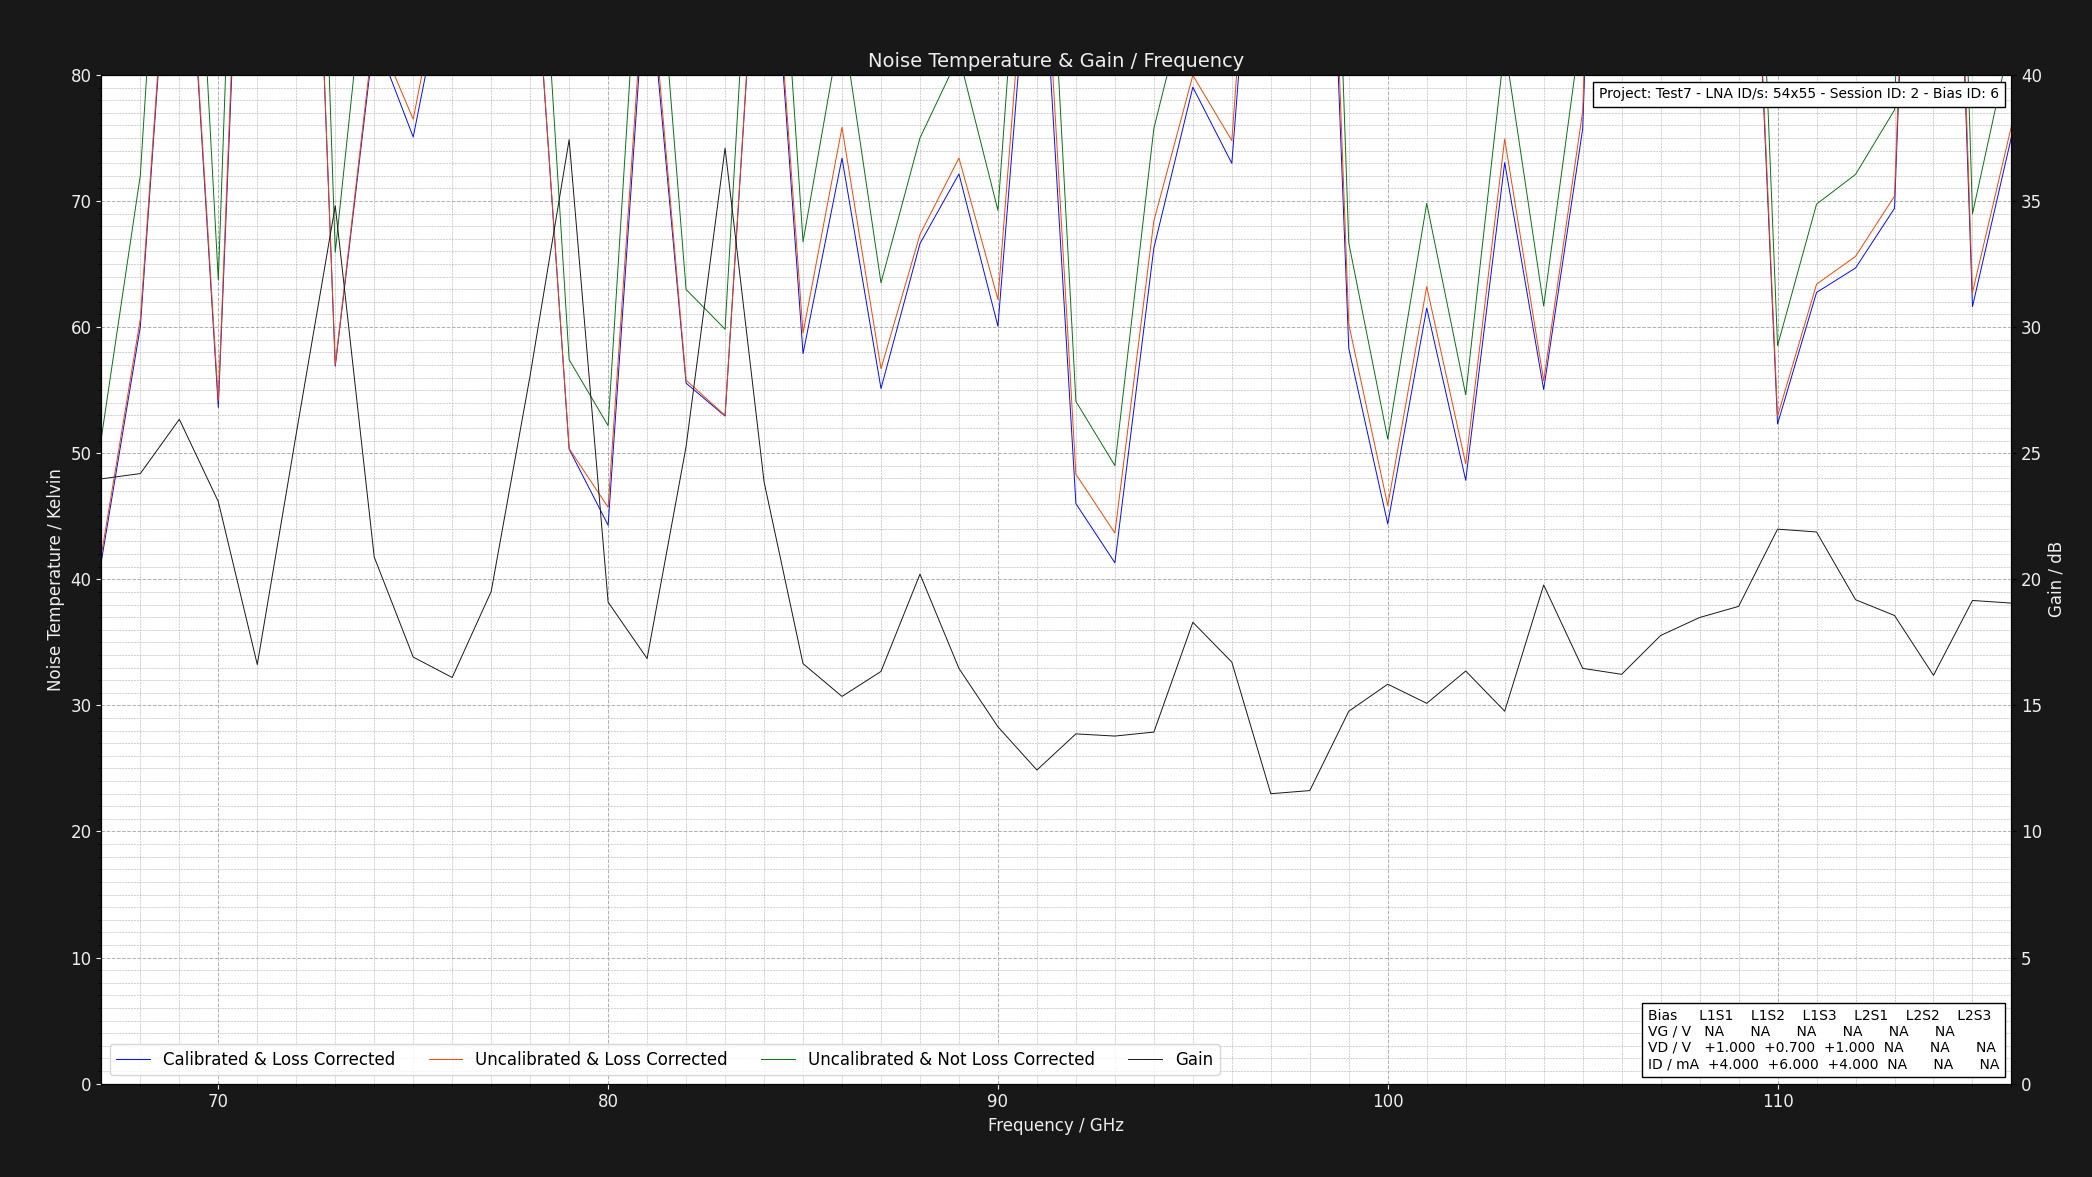 Noise Temperature & Gain / Frequency
Project: Test7 - LNA ID/s: 54x55 - Session ID: 2 - Bias ID: 6
80
70
60
50
40
30
20
10
0
Noise Temperature / Kelvin
40
35
30
25
20
15
10
5
0
Gain / dB
Bias L1S1 L1S2 L1S3 L2S1 L2S2 L2S3
VG / V NA NA NA NA NA NA
VD / V +1.000 +0.700 +1.000 NA NA NA
ID / mA +4.000 +6.000 +4.000 NA NA NA
Calibrated & Loss Corrected Uncalibrated & Loss Corrected Uncalibrated & Not Loss Corrected Gain
70 80 90 100 110
Frequency / GHz